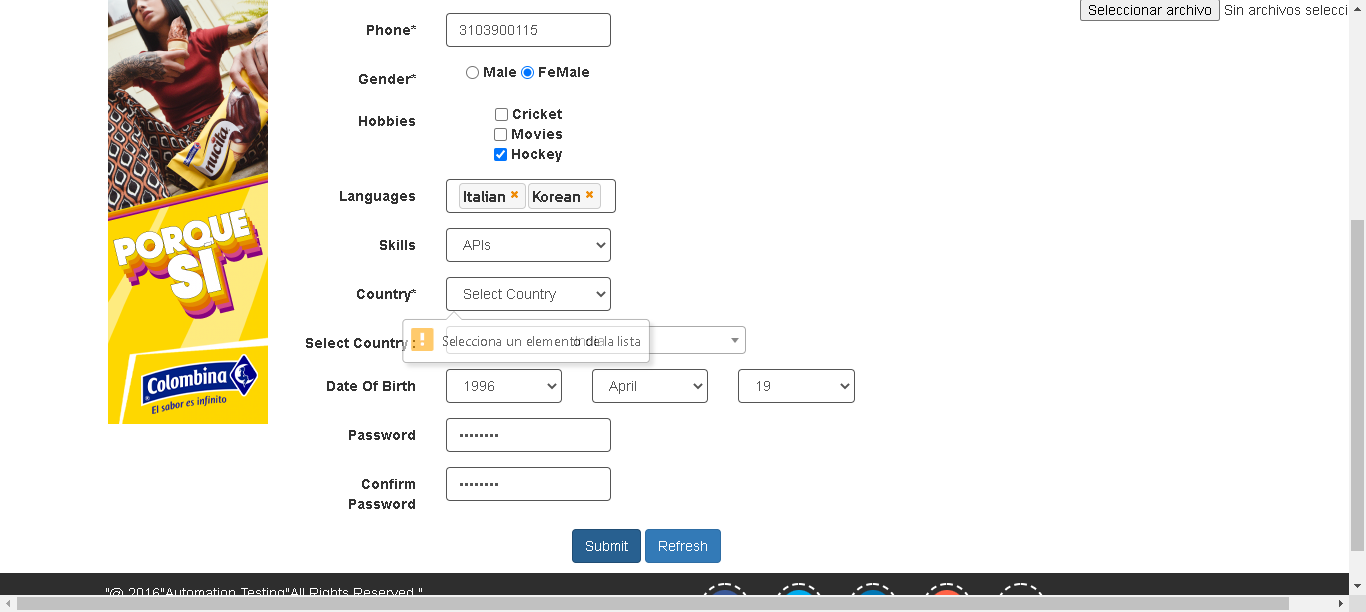 Seleccionar archivo Sin archivos selecci
Phone* 3103900115
Gender* Male FeMale
Hobbies Cricket
Movies
Hockey
Languages Italian Korean
Skills APIs
Country* Select Country
Select Country :
Selecciona un elemento de la lista
Date Of Birth 1996 April 19
Password ••••••••
Confirm Password ••••••••
Submit Refresh
nucita
PORQUE
SÍ
Colombina
El sabor es infinito
"@ 2016"Automation Testing"All Rights Reserved."